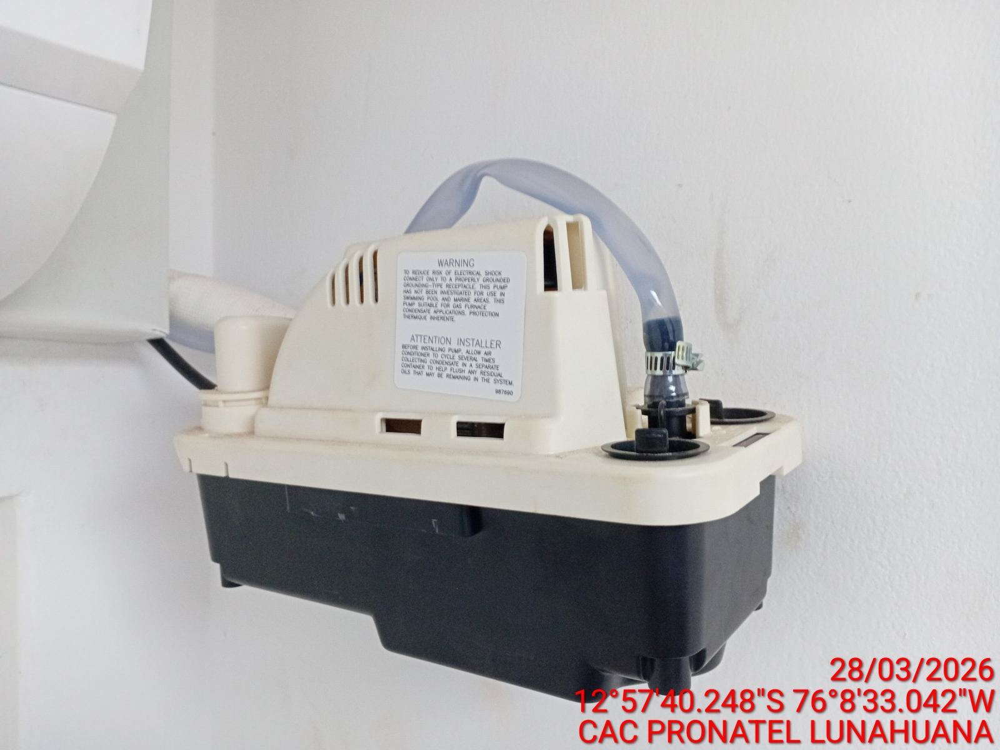 WARNING
TO REDUCE RISK OF ELECTRICAL SHOCK
CONNECT ONLY TO A PROPERLY GROUNDED
GROUNDING-TYPE RECEPTACLE. THIS PUMP
HAS NOT BEEN INVESTIGATED FOR USE IN
SWIMMING POOL AND MARINE AREAS. THIS
PUMP SUITABLE FOR GAS FURNACE
CONDENSATE APPLICATIONS. PROTECTION
THERMIQUE INHERENTE.
ATTENTION INSTALLER
BEFORE INSTALLING PUMP, ALLOW AIR
CONDITIONER TO CYCLE SEVERAL TIMES
COLLECTING CONDENSATE IN A SEPARATE
CONTAINER TO HELP FLUSH ANY RESIDUAL
OILS THAT MAY BE REMAINING IN THE SYSTEM.
987690
28/03/2026
12°57'40.248"S 76°8'33.042"W
CAC PRONATEL LUNAHUANA